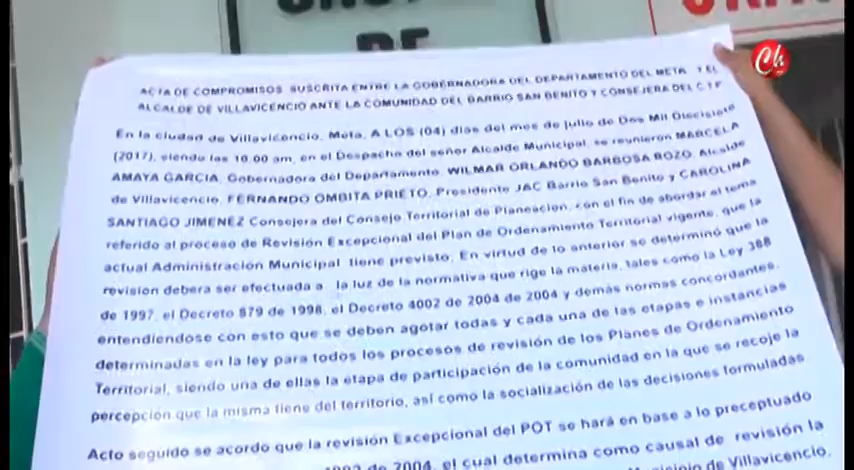 DE
Ch
ACTA DE COMPROMISOS SUSCRITA ENTRE LA GOBERNADORA DEL DEPARTAMENTO DEL META Y EL
ALCALDE DE VILLAVICENCIO ANTE LA COMUNIDAD DEL BARRIO SAN BENITO Y CONSEJERA DEL C.T.P
En la ciudad de Villavicencio, Meta, A LOS (04) días del mes de julio de Dos Mil Diecisiete
(2017), siendo las 10.00 am, en el Despacho del señor Alcalde Municipal, se reunieron MARCELA
AMAYA GARCIA, Gobernadora del Departamento, WILMAR ORLANDO BARBOSA ROZO, Alcalde
de Villavicencio, FERNANDO OMBITA PRIETO, Presidente JAC Barrio San Benito y CAROLINA
SANTIAGO JIMENEZ Consejera del Consejo Territorial de Planeación, con el fin de abordar el tema
referido al proceso de Revisión Excepcional del Plan de Ordenamiento Territorial vigente, que la
actual Administración Municipal tiene previsto. En virtud de lo anterior se determinó que la
revisión deberá ser efectuada a la luz de la normativa que rige la materia, tales como la Ley 388
de 1997, el Decreto 879 de 1998, el Decreto 4002 de 2004 de 2004 y demás normas concordantes,
entendiéndose con esto que se deben agotar todas y cada una de las etapas e instancias
determinadas en la ley para todos los procesos de revisión de los Planes de Ordenamiento
Territorial, siendo una de ellas la etapa de participación de la comunidad en la que se recoje la
percepción que la misma tiene del territorio, así como la socialización de las decisiones formuladas
Acto seguido se acordo que la revisión Excepcional del POT se hará en base a lo preceptuado
de 2004, el cual determina como causal de revisión la
de Villavicencio,